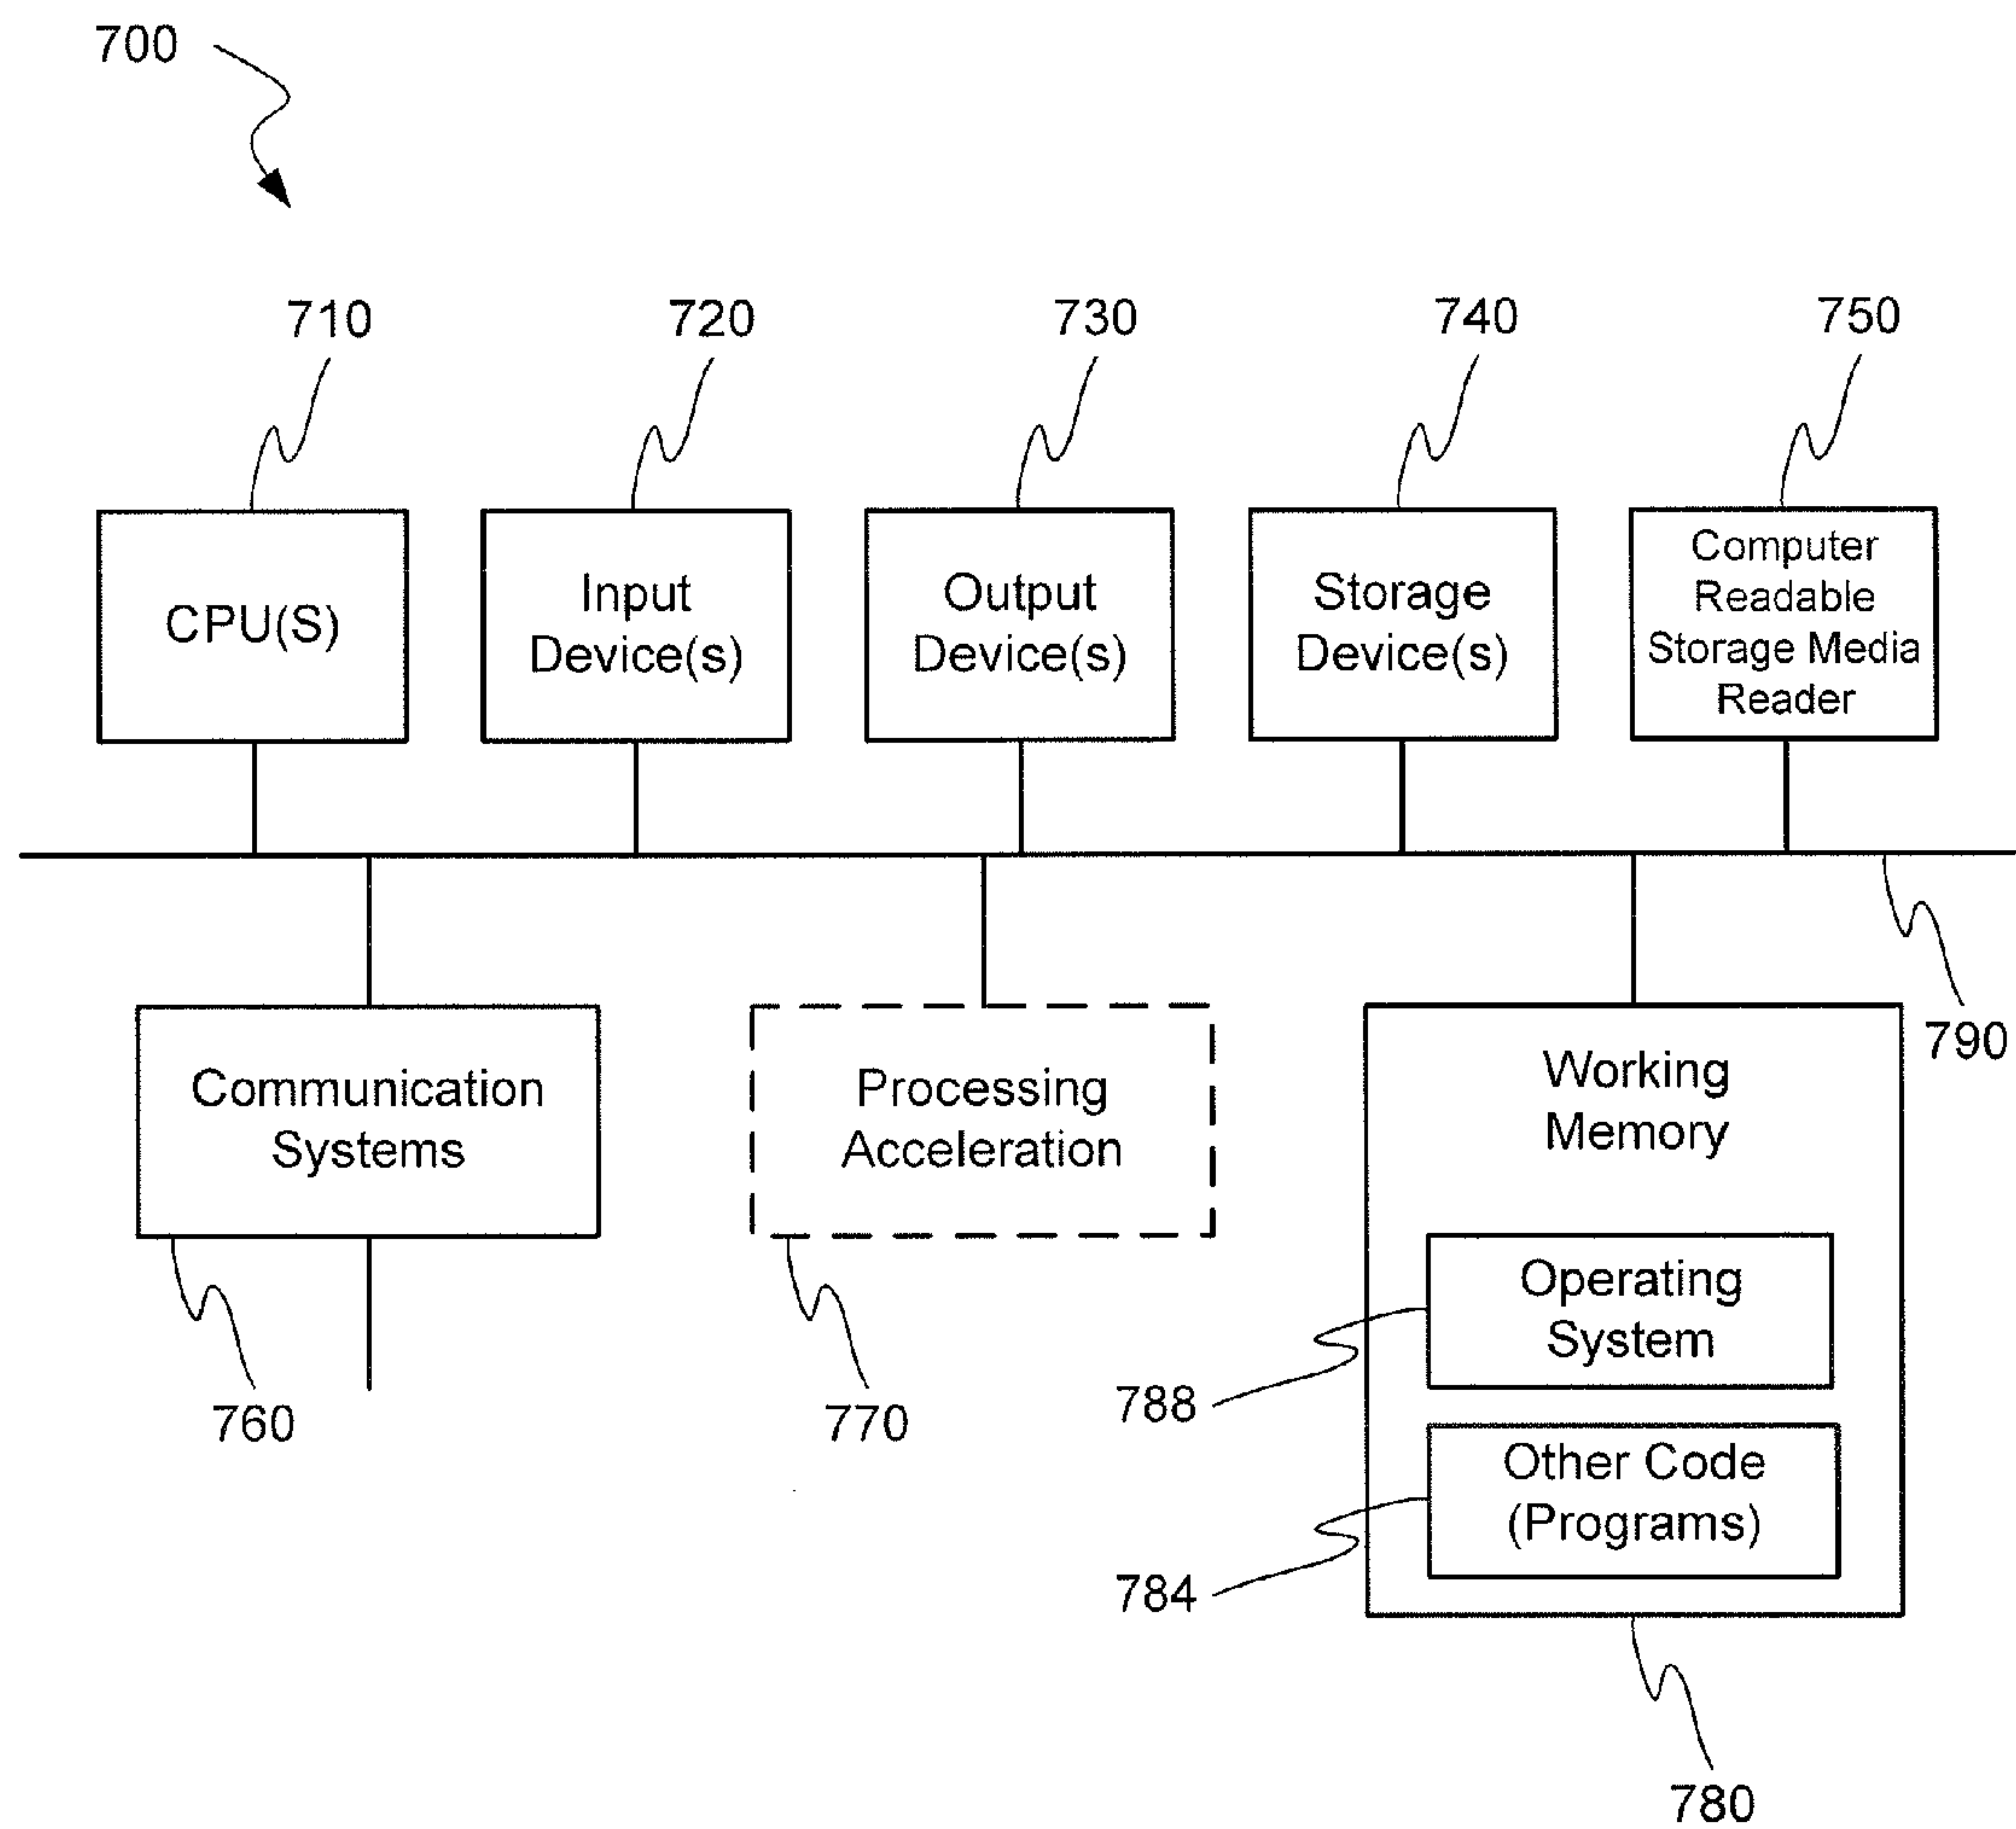 700
710
720
730
740
750
CPU(S)
Input
Device(s)
Output
Device(s)
Storage
Device(s)
Computer
Readable
Storage Media
Reader
790
Communication
Systems
760
Processing
Acceleration
770
Working
Memory
Operating
System
788
Other Code
(Programs)
784
780